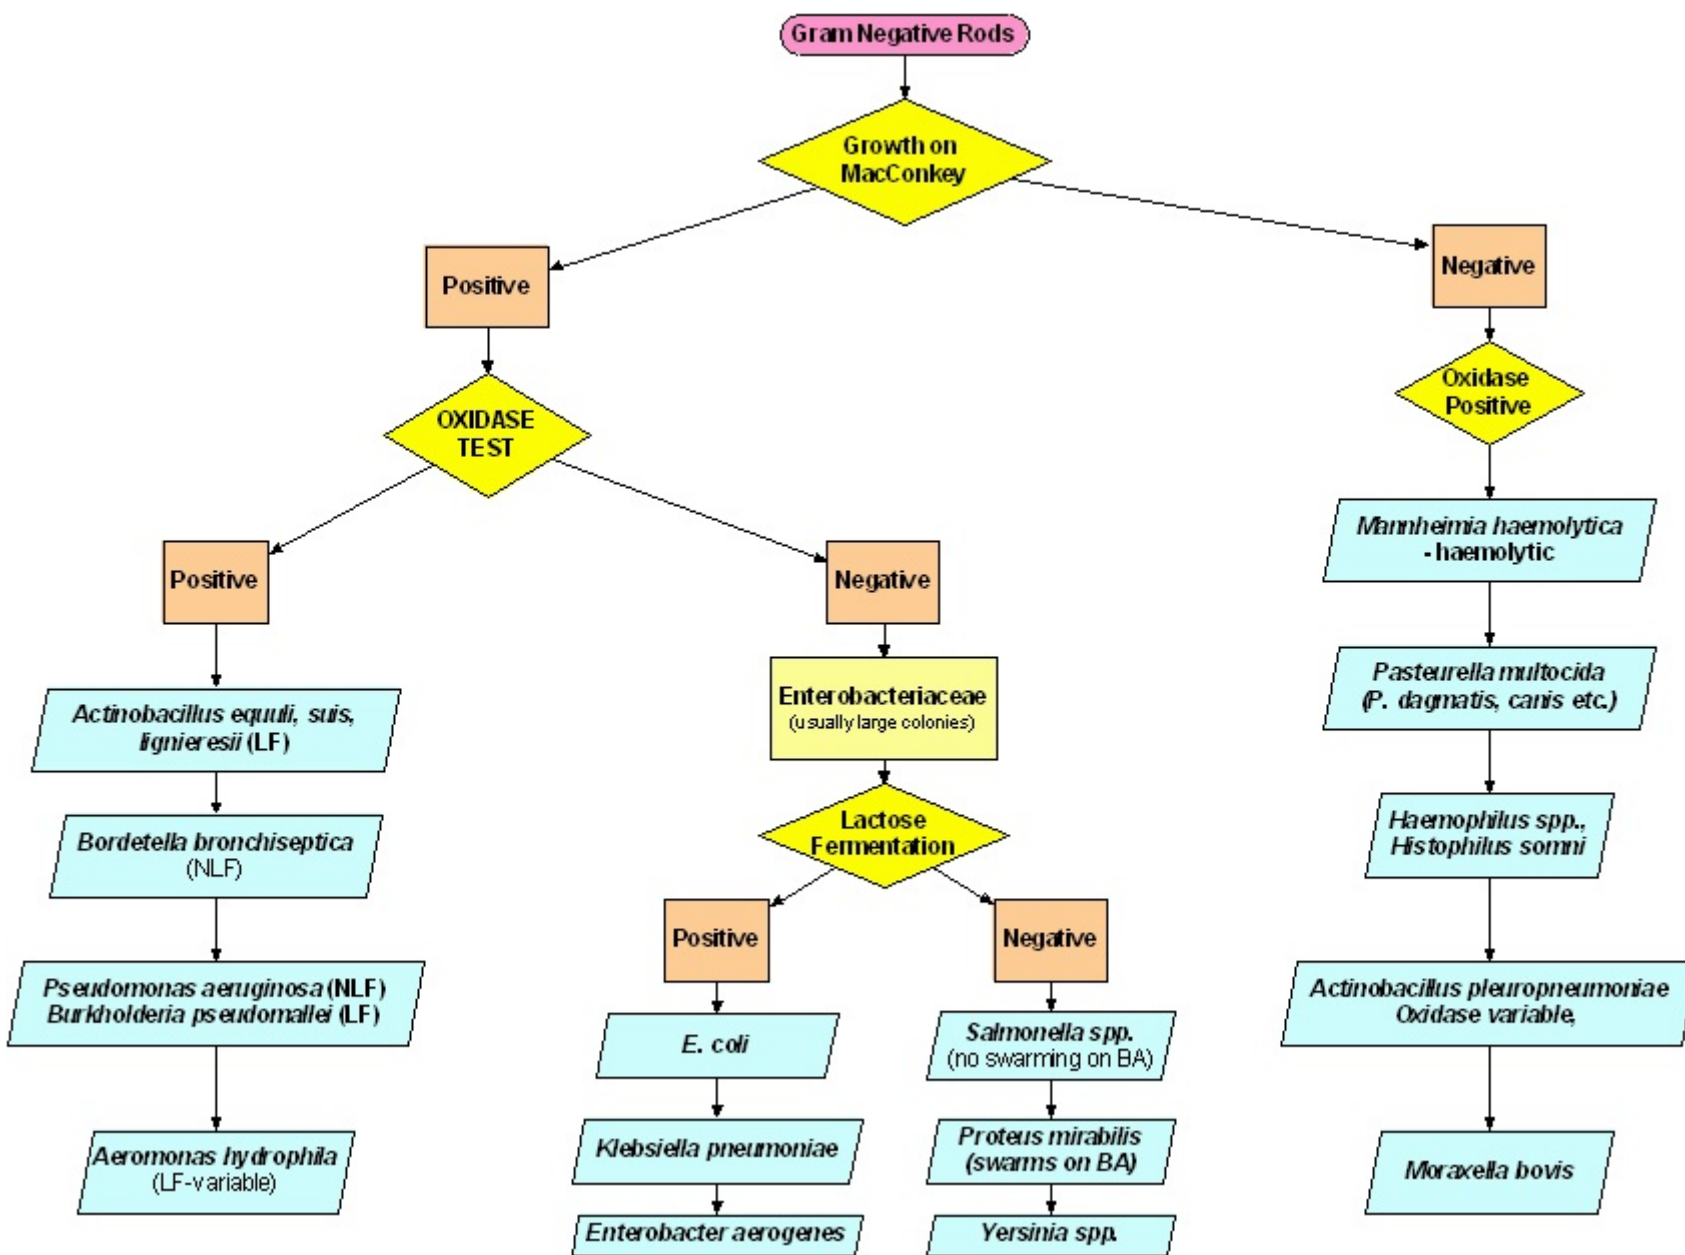 Gram Negative Rods
Growth on
MacConkey
Positive
Negative
OXIDASE
TEST
Oxidase
Positive
Positive
Negative
Mannheimia haemolytica
- haemolytic
Actinobacillus equuli, suis,
lignieresii (LF)
Enterobacteriaceae
(usually large colonies)
Pasteurella multocida
(P. dagmatis, canis etc.)
Bordetella bronchiseptica
(NLF)
Lactose
Fermentation
Haemophilus spp.,
Histophilus somni
Positive
Negative
Pseudomonas aeruginosa (NLF)
Burkholderia pseudomallei (LF)
E. coli
Salmonella spp.
(no swarming on BA)
Actinobacillus pleuropneumoniae
Oxidase variable,
Aeromonas hydrophila
(LF-variable)
Klebsiella pneumoniae
Proteus mirabilis
(swarms on BA)
Moraxella bovis
Enterobacter aerogenes
Yersinia spp.